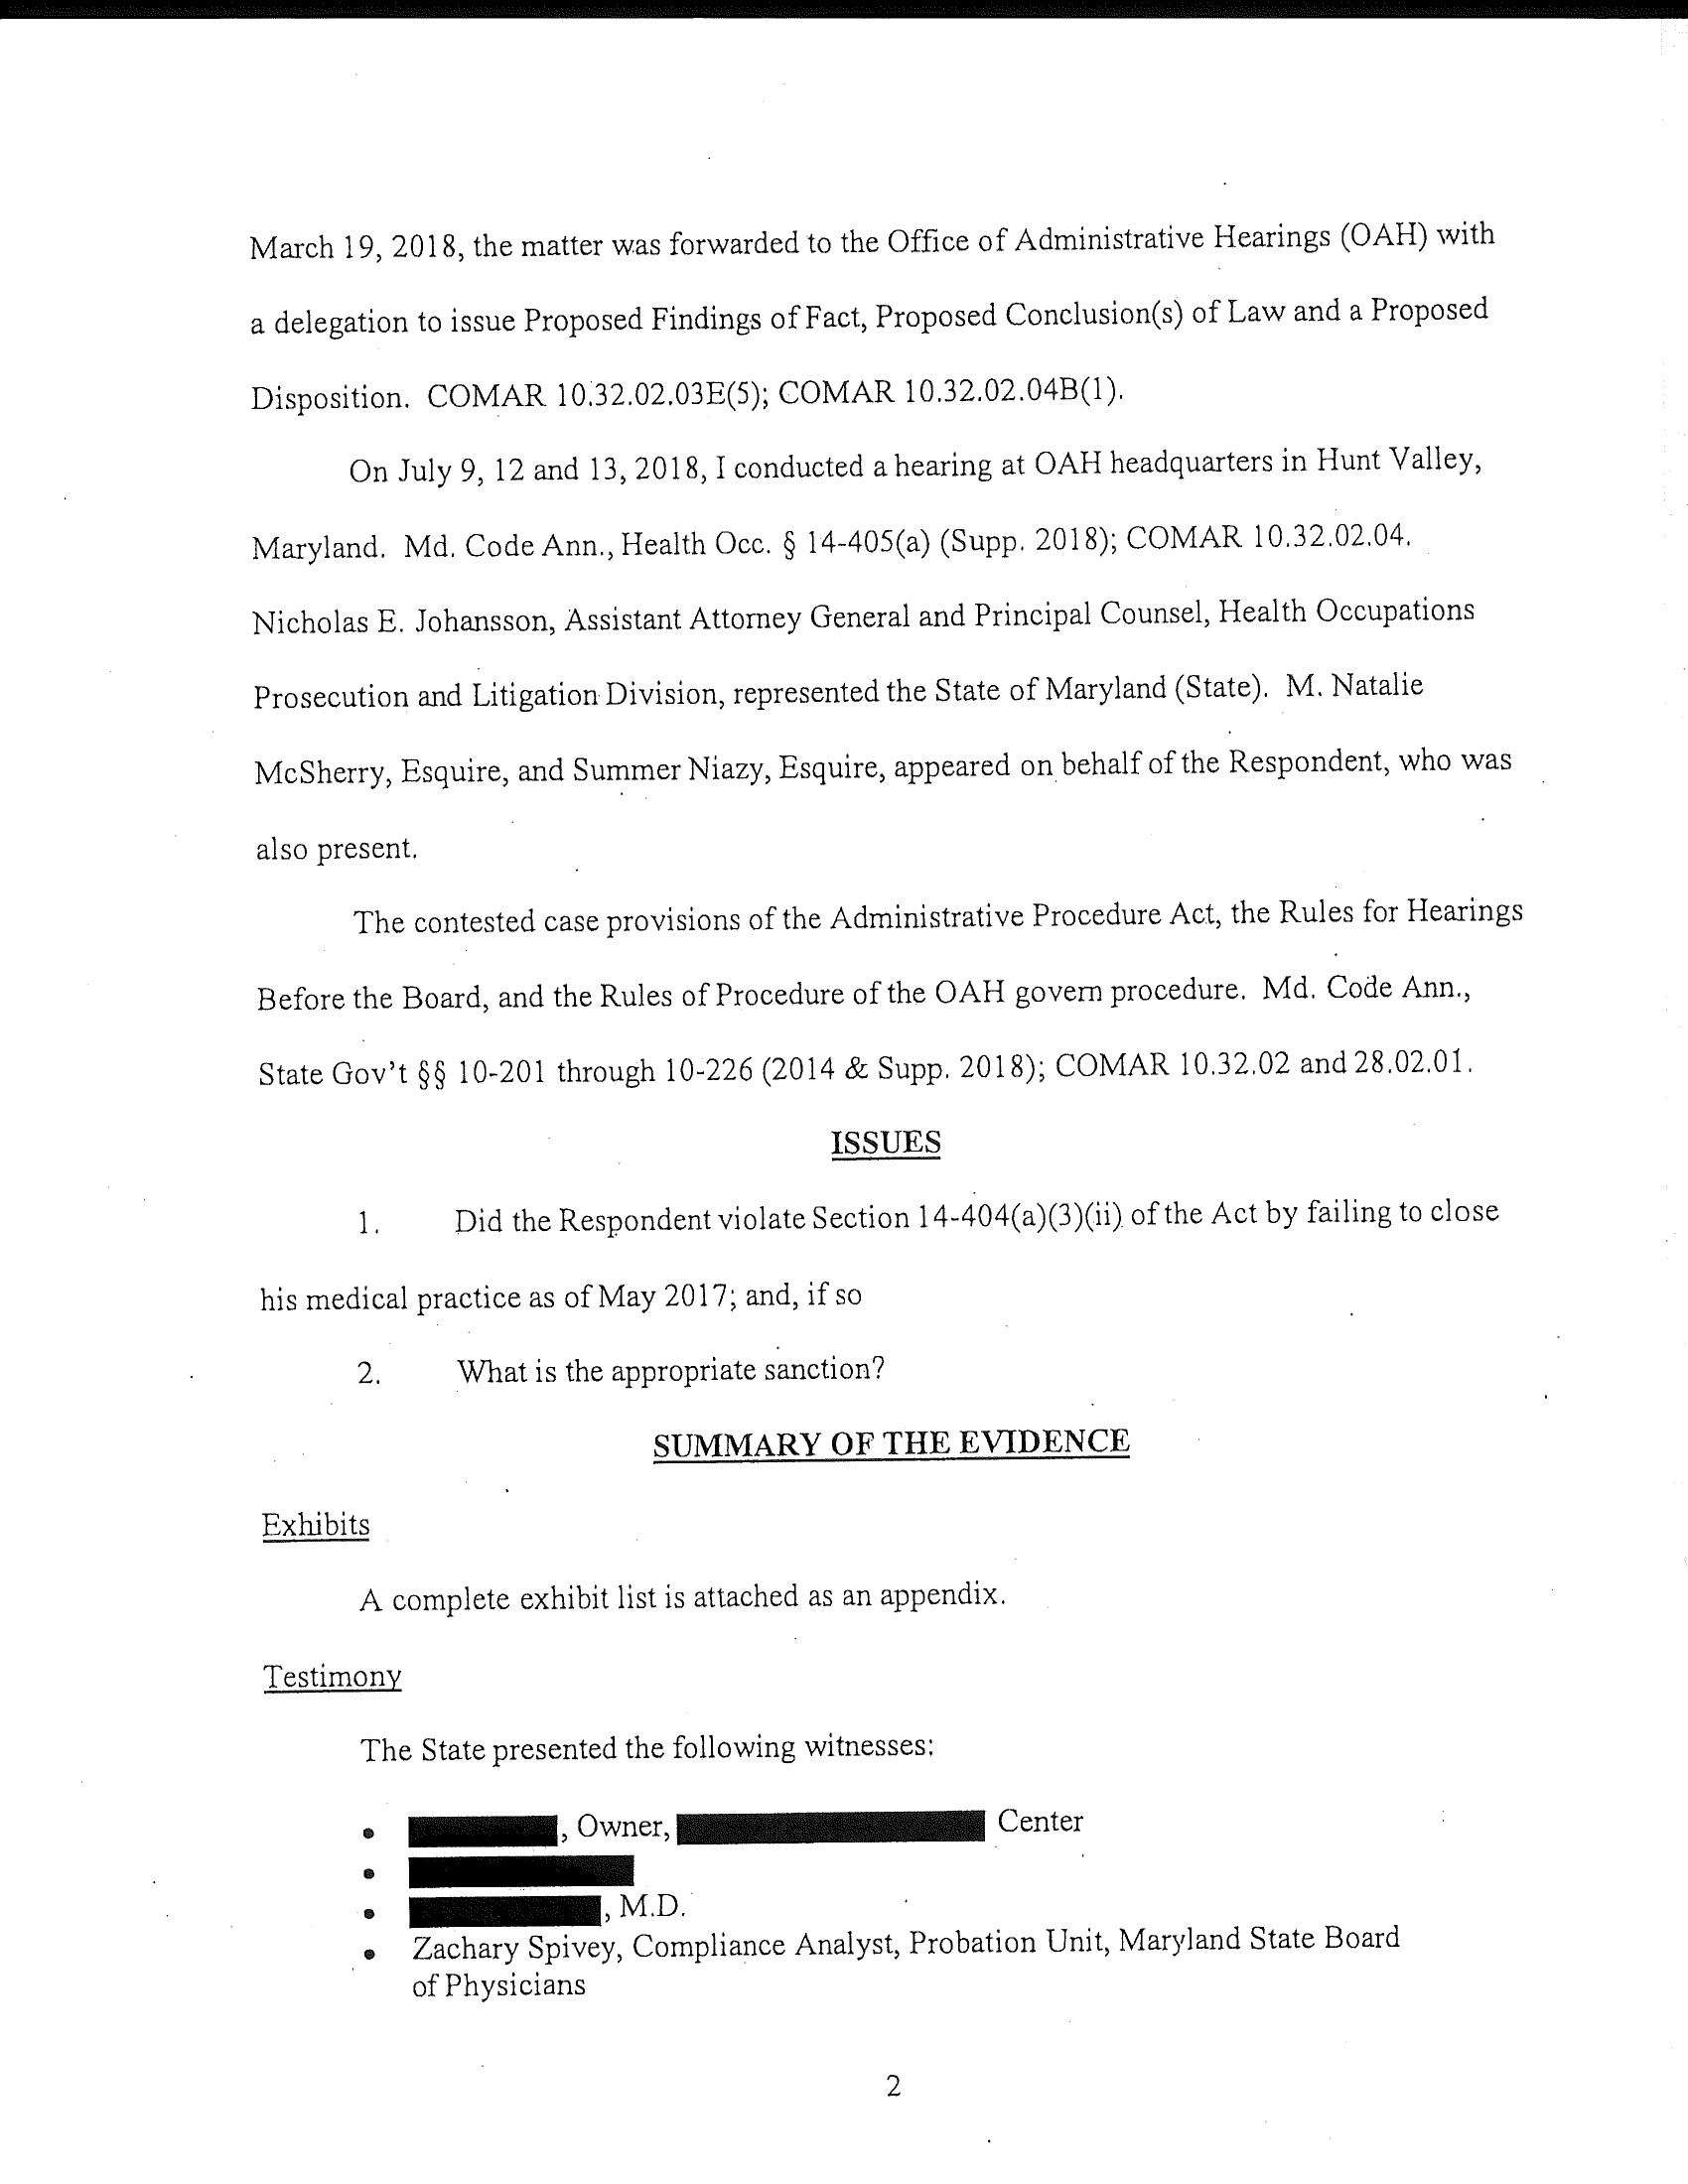 March 19, 2018, the matter was forwarded to the Office of Administrative Hearings (OAH) with
a delegation to issue Proposed Findings of Fact, Proposed Conclusion(s) of Law and a Proposed
Disposition. COMAR 10.32.02.03E(5); COMAR 10.32.02.04B(1).
On July 9, 12 and 13, 2018, I conducted a hearing at OAH headquarters in Hunt Valley,
Maryland. Md. Code Ann., Health Occ. § 14-405(a) (Supp. 2018); COMAR 10.32.02.04.
Nicholas E. Johansson, Assistant Attorney General and Principal Counsel, Health Occupations
Prosecution and Litigation Division, represented the State of Maryland (State). M. Natalie
McSherry, Esquire, and Summer Niazy, Esquire, appeared on behalf of the Respondent, who was
also present.
The contested case provisions of the Administrative Procedure Act, the Rules for Hearings
Before the Board, and the Rules of Procedure of the OAH govern procedure. Md. Code Ann.,
State Gov't §§ 10-201 through 10-226 (2014 & Supp. 2018); COMAR 10.32.02 and 28.02.01.
ISSUES
1. Did the Respondent violate Section 14-404(a)(3)(ii) of the Act by failing to close
his medical practice as of May 2017; and, if so
2. What is the appropriate sanction?
SUMMARY OF THE EVIDENCE
Exhibits
A complete exhibit list is attached as an appendix.
Testimony
The State presented the following witnesses:
• , Owner, Center
•
• , M.D.
• Zachary Spivey, Compliance Analyst, Probation Unit, Maryland State Board
of Physicians
2